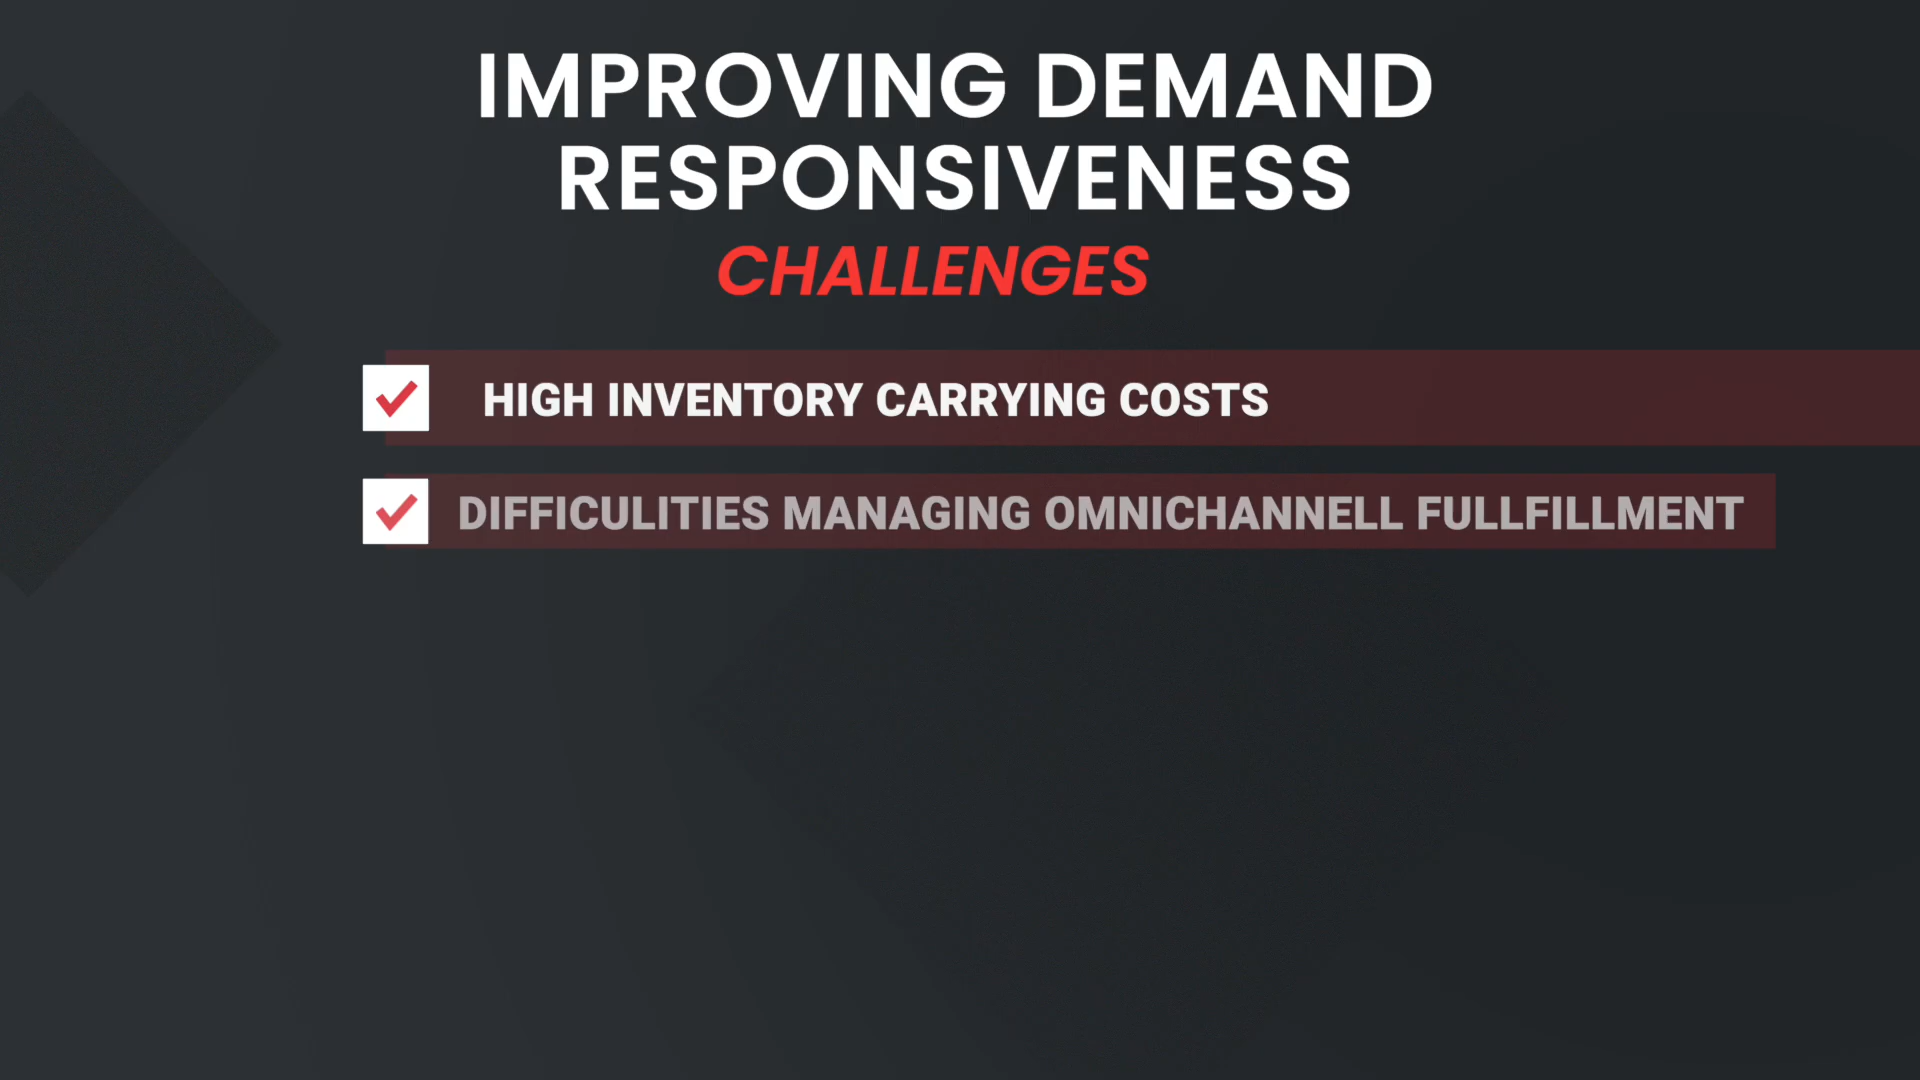 IMPROVING DEMAND
RESPONSIVENESS
CHALLENGES
HIGH INVENTORY CARRYING COSTS
DIFFICULITIES MANAGING OMNICHANNELL FULLFILLMENT